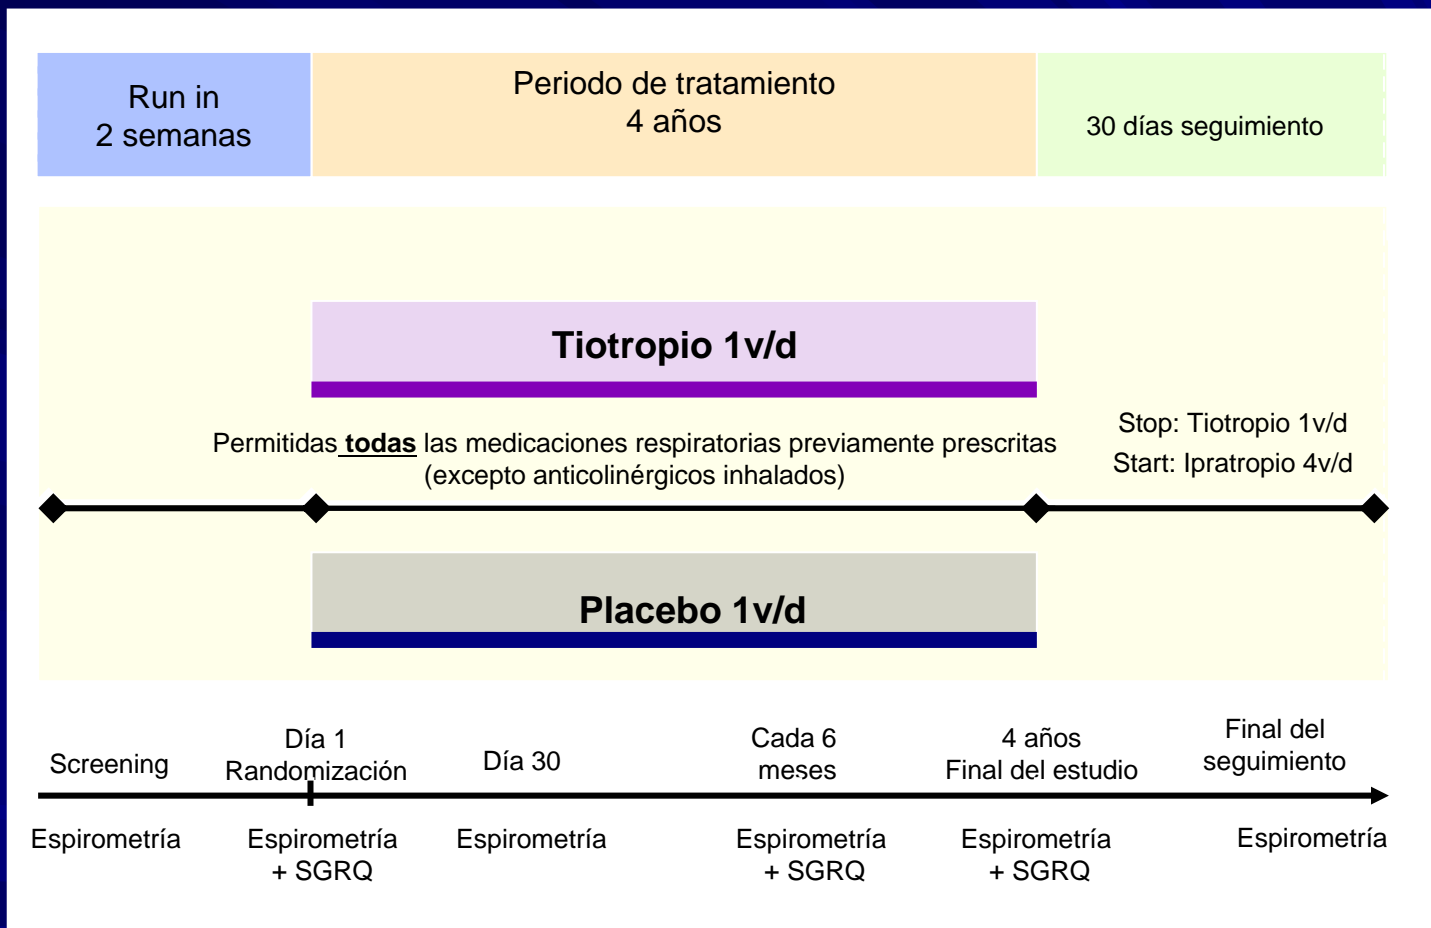 Run in
2 semanas
Periodo de tratamiento
4 años
30 días seguimiento
Tiotropio 1v/d
Permitidas todas las medicaciones respiratorias previamente prescritas
(excepto anticolinérgicos inhalados)
Stop: Tiotropio 1v/d
Start: Ipratropio 4v/d
Placebo 1v/d
Screening
Día 1
Randomización
Día 30
Cada 6
meses
4 años
Final del estudio
Final del
seguimiento
Espirometría
Espirometría
+ SGRQ
Espirometría
Espirometría
+ SGRQ
Espirometría
+ SGRQ
Espirometría